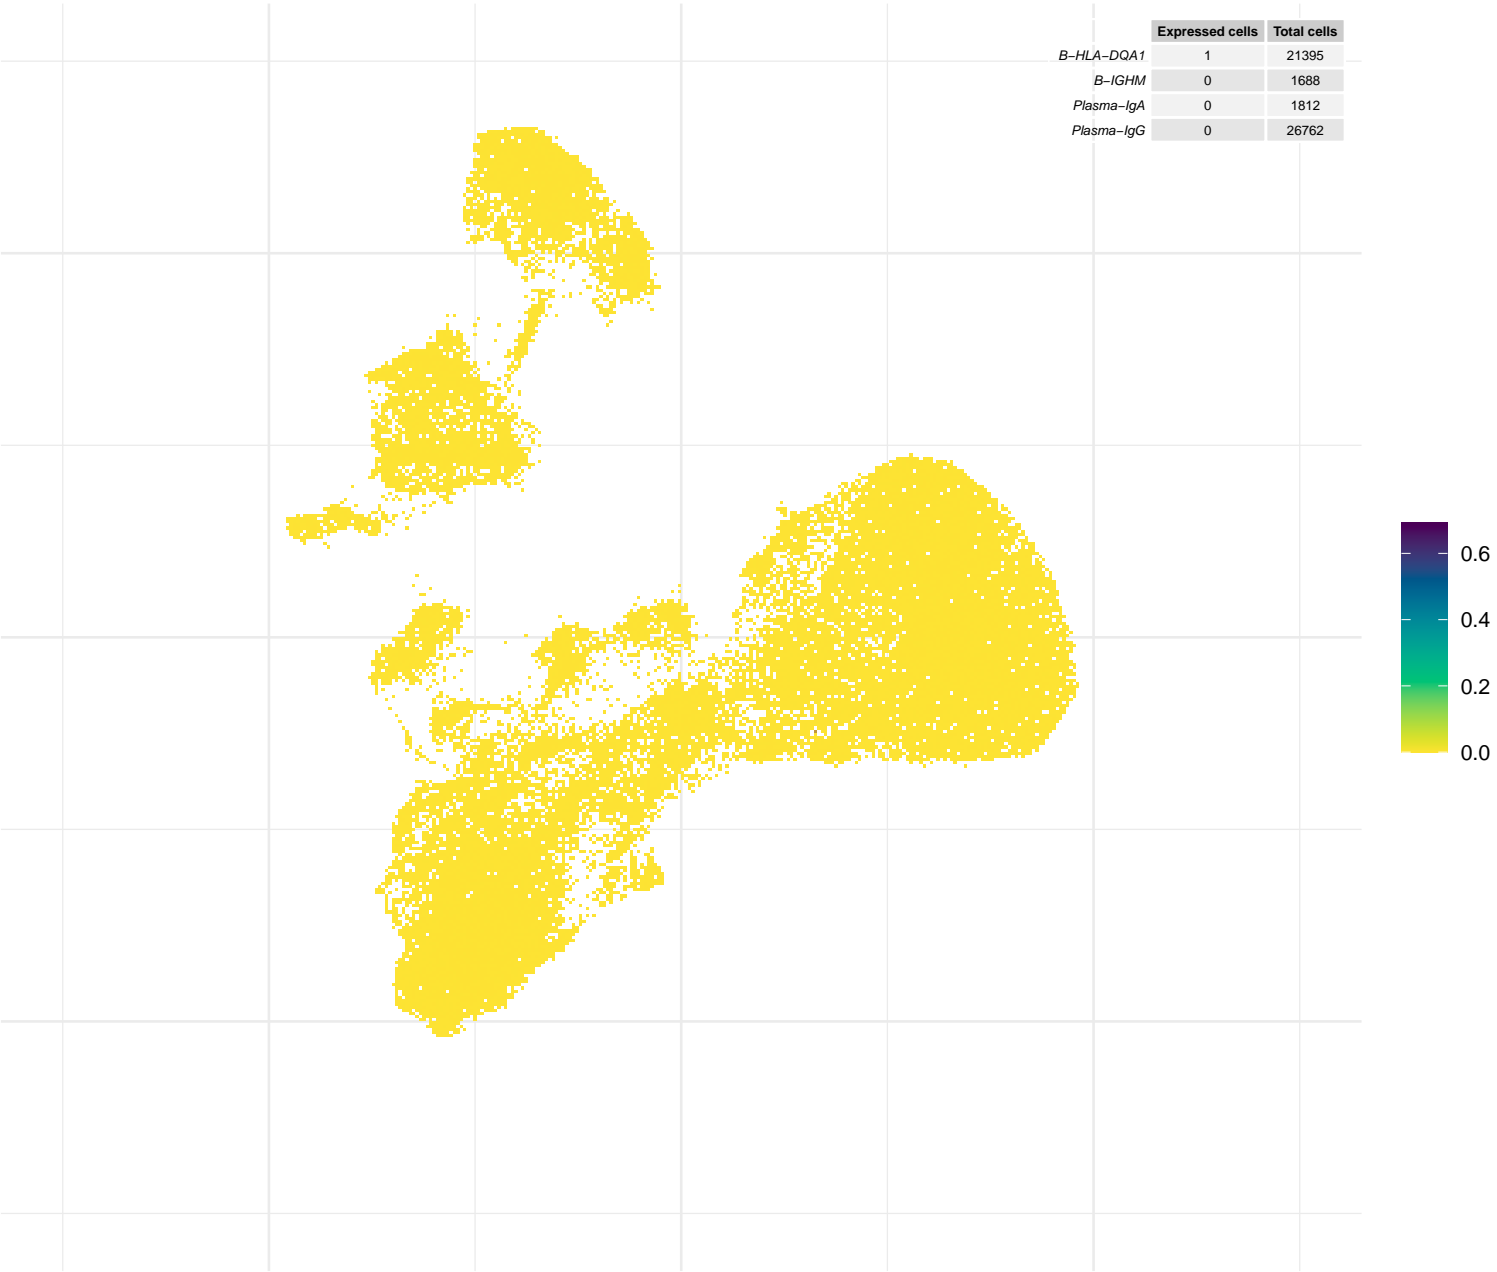 Expressed cells Total cells
B-HLA-DQA1 1 21395
B-IGHM 0 1688
Plasma-IgA 0 1812
Plasma-IgG 0 26762
0.6
0.4
0.2
0.0